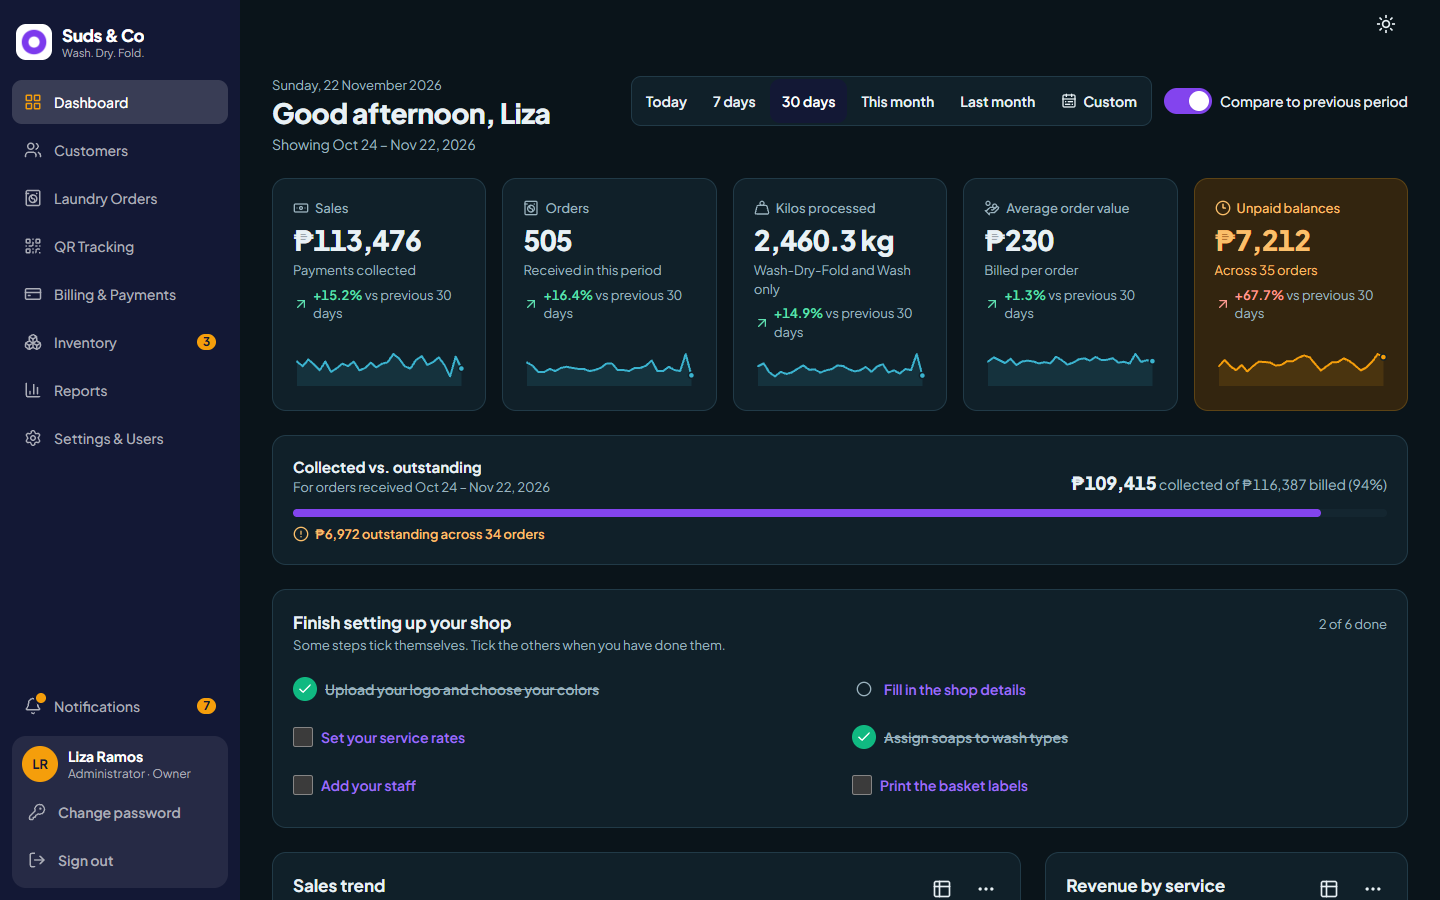 Suds & Co
Wash. Dry. Fold.
Dashboard
Customers
Laundry Orders
QR Tracking
Billing & Payments
Inventory 3
Reports
Settings & Users
Notifications 7
LR
Liza Ramos
Administrator · Owner
Change password
Sign out
Sunday, 22 November 2026
Good afternoon, Liza
Showing Oct 24 – Nov 22, 2026
Today 7 days 30 days This month Last month Custom
Compare to previous period
Sales
₱113,476
Payments collected
+15.2% vs previous 30
days
Orders
505
Received in this period
+16.4% vs previous 30
days
Kilos processed
2,460.3 kg
Wash-Dry-Fold and Wash
only
+14.9% vs previous 30
days
Average order value
₱230
Billed per order
+1.3% vs previous 30
days
Unpaid balances
₱7,212
Across 35 orders
+67.7% vs previous 30
days
Collected vs. outstanding
For orders received Oct 24 – Nov 22, 2026
₱109,415 collected of ₱116,387 billed (94%)
₱6,972 outstanding across 34 orders
Finish setting up your shop
2 of 6 done
Some steps tick themselves. Tick the others when you have done them.
Upload your logo and choose your colors
Fill in the shop details
Set your service rates
Assign soaps to wash types
Add your staff
Print the basket labels
Sales trend
Revenue by service